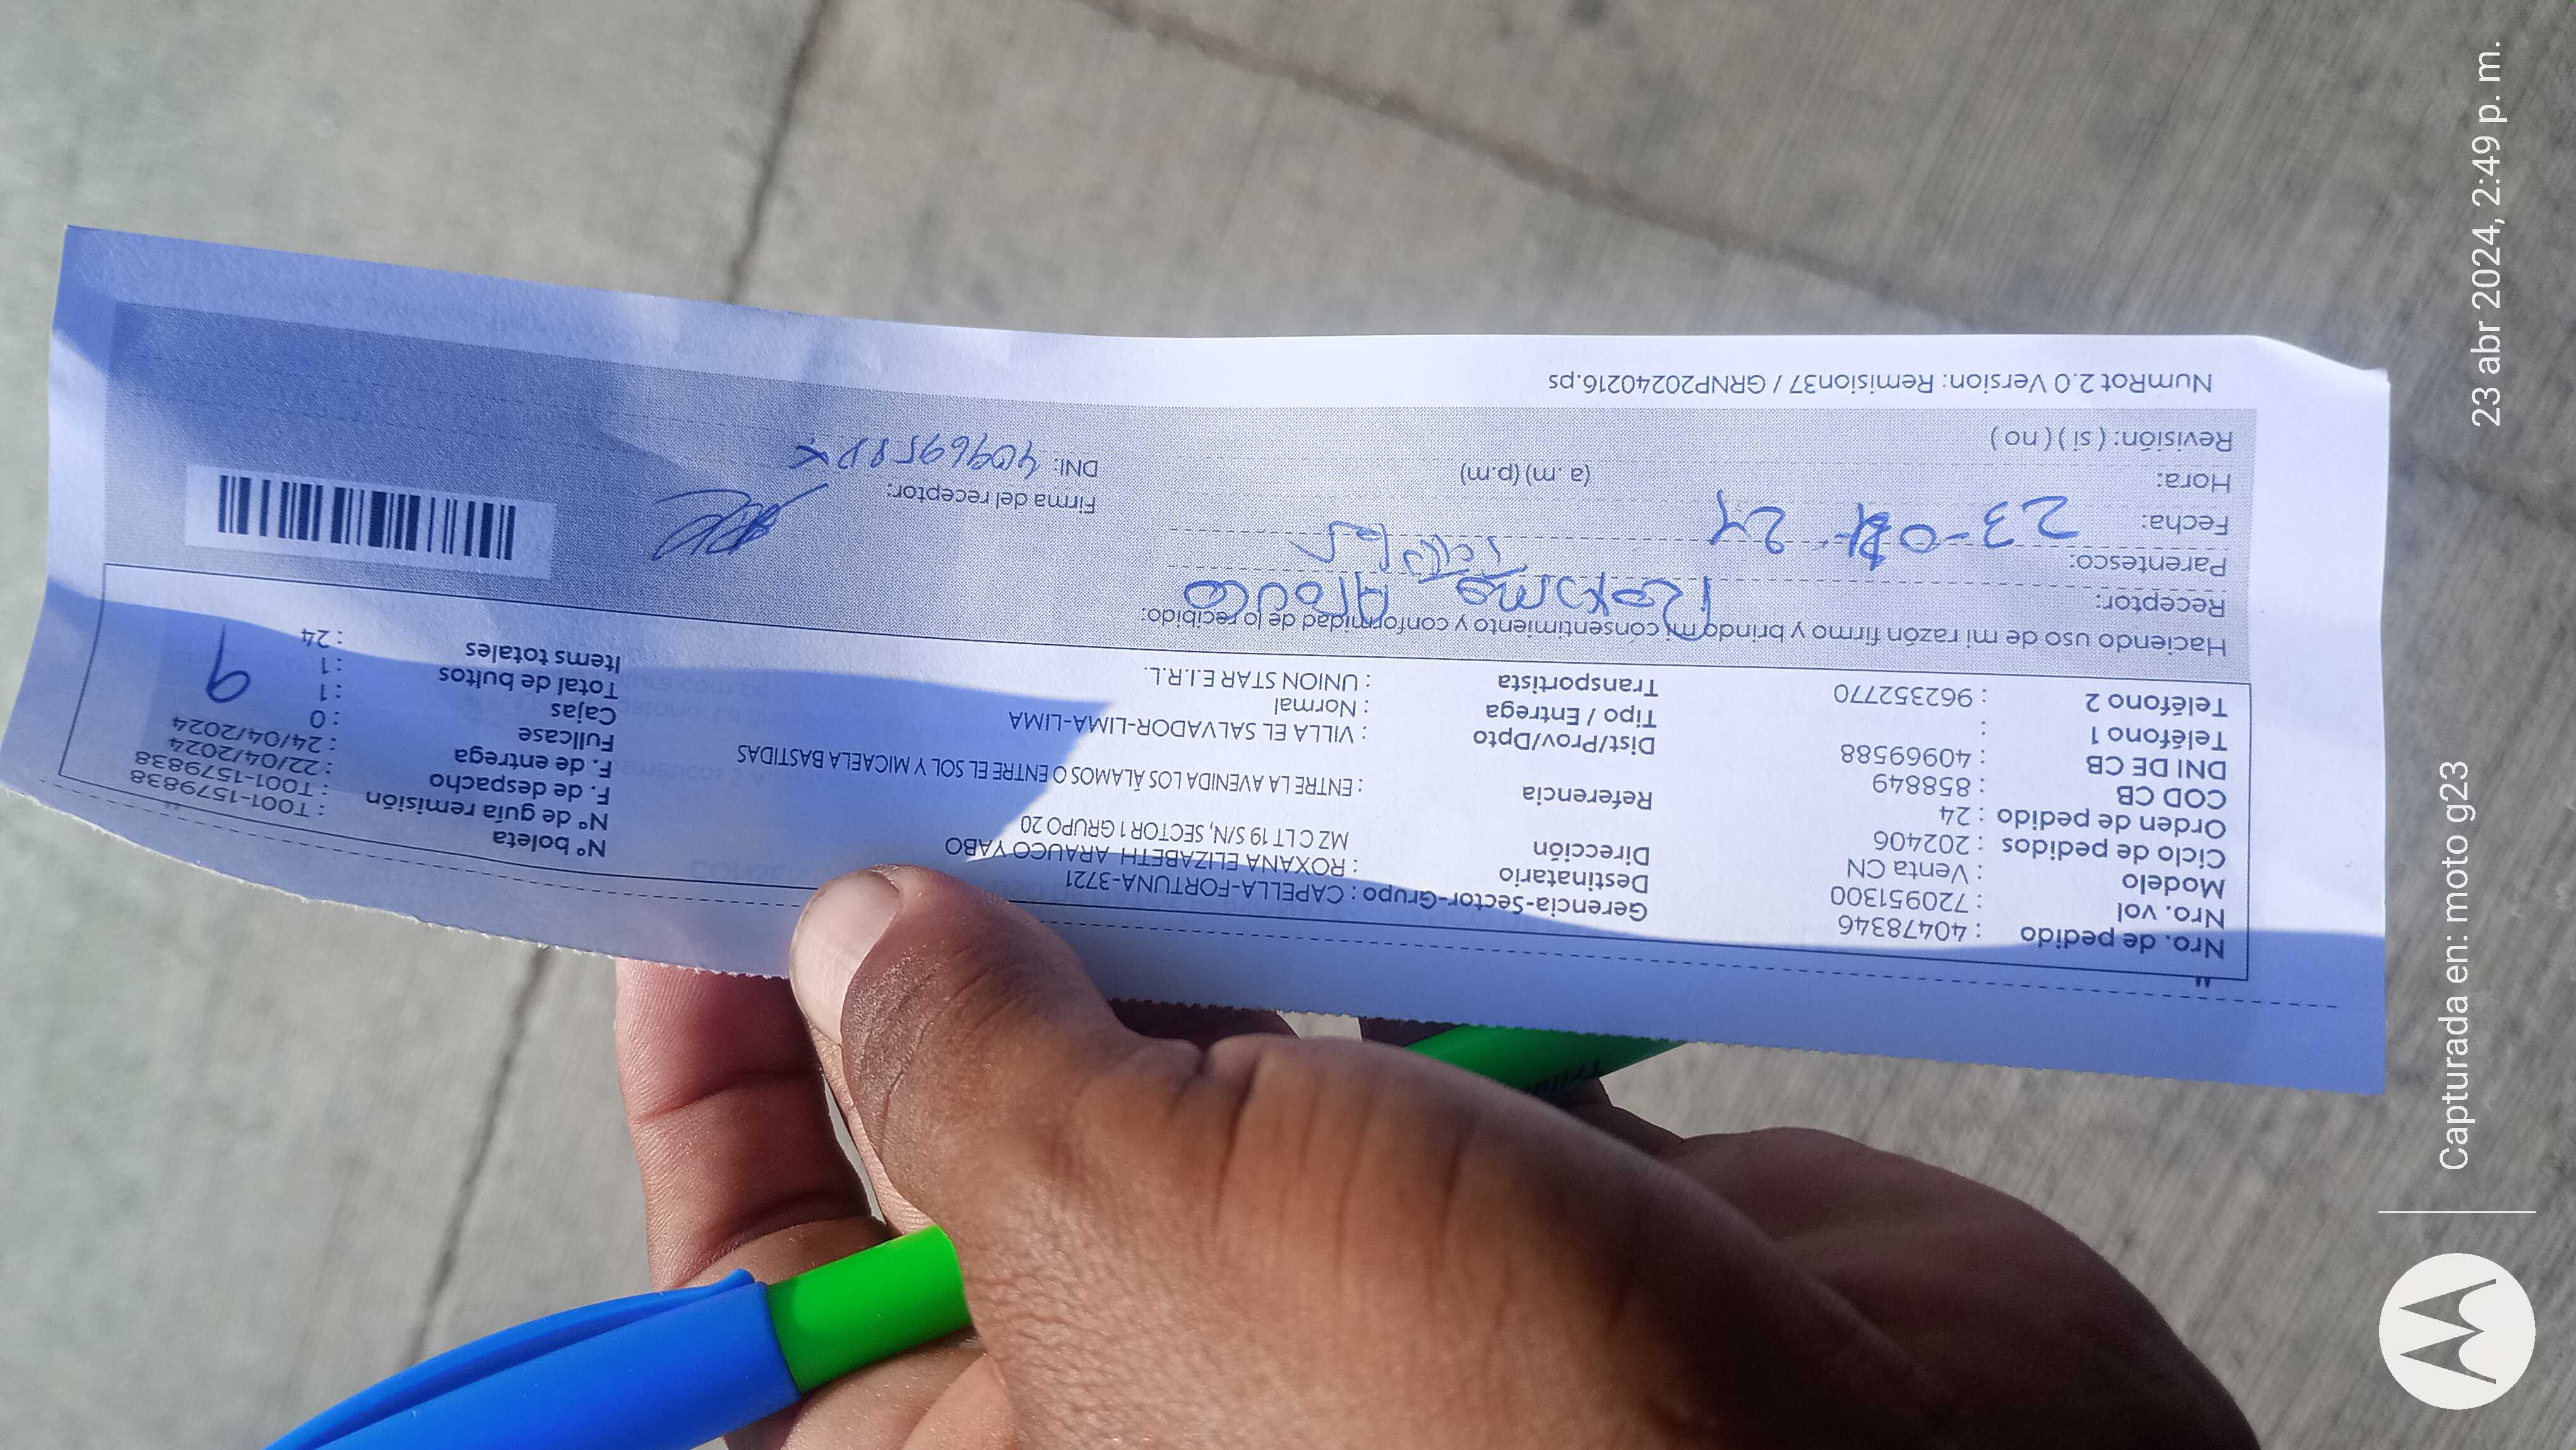 Nro. de pedido : 40478346
Nro. vol : 720951300
Modelo : Venta CN
Ciclo de pedidos : 202406
Orden de pedido : 24
COD CB : 858849
DNI DE CB : 40969588
Teléfono 1 :
Teléfono 2 : 962352770
Gerencia-Sector-Grupo : CAPELLA-FORTUNA-3721
Destinatario : ROXANA ELIZABETH ARAUCO YABO
Dirección MZ C LT 19 S/N, SECTOR 1 GRUPO 20
Referencia : ENTRE LA AVENIDA LOS ÁLAMOS O ENTRE EL SOL Y MICAELA BASTIDAS
Dist/Prov/Dpto : VILLA EL SALVADOR-LIMA-LIMA
Tipo / Entrega : Normal
Transportista : UNION STAR E.I.R.L.
N° boleta : T001-1579838
N° de guía remisión : T001-1579838
F. de despacho : 22/04/2024
F. de entrega : 24/04/2024
Fullcase : 0
Cajas : 1
Total de bultos : 1
Items totales : 24
9
Haciendo uso de mi razón firmo y brindo mi consentimiento y conformidad de lo recibido:
Receptor: Roxana Arauco
Parentesco: Titular
Fecha: 23-04 24
Hora: (a. m) (p.m)
Revisión: ( si ) ( no )
Firma del receptor:
DNI: 40969588
NumRot 2.0 Version: Remision37 / GRNP20240216.ps
Capturada en: moto g23
23 abr 2024, 2:49 p. m.